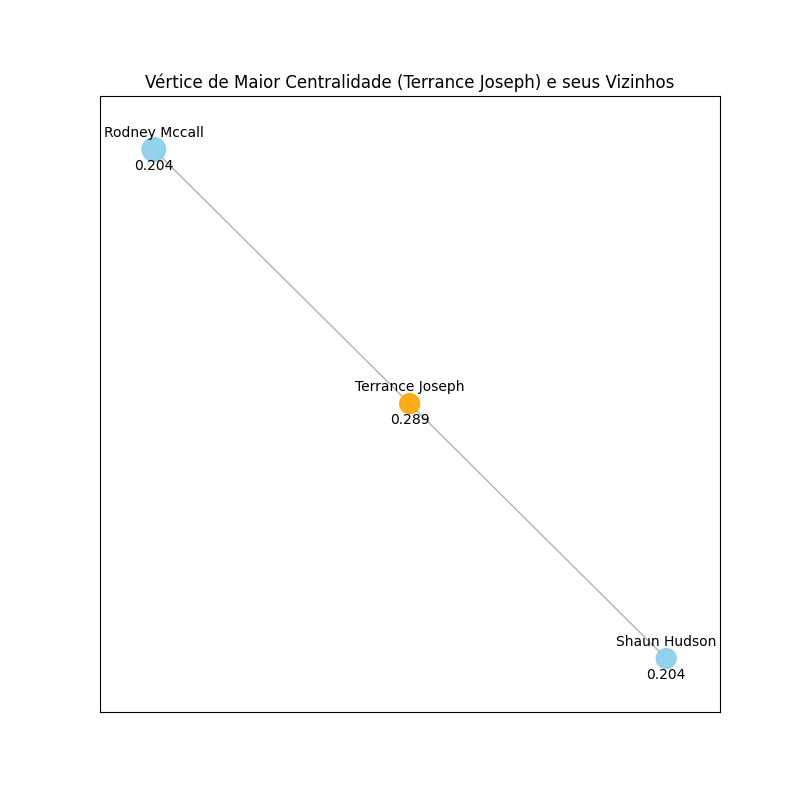 Vértice de Maior Centralidade (Terrance Joseph) e seus Vizinhos
Rodney Mccall
0.204
Terrance Joseph
0.289
Shaun Hudson
0.204